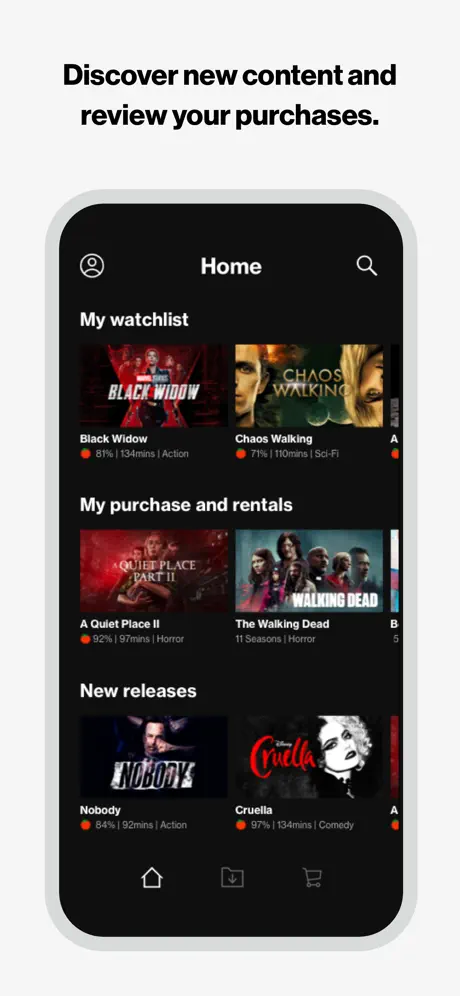 Discover new content and
review your purchases.
Home
My watchlist
MARVEL STUDIOS
BLACK WIDOW
CHAOS
WALKING
Black Widow
Chaos Walking
A
81% | 134mins | Action
71% | 110mins | Sci-Fi
My purchase and rentals
A QUIET PLACE
PART II
WALKING DEAD
A Quiet Place II
The Walking Dead
92% | 97mins | Horror
11 Seasons | Horror
5
New releases
NOBODY
Disney
Cruella
Nobody
Cruella
A
84% | 92mins | Action
97% | 134mins | Comedy